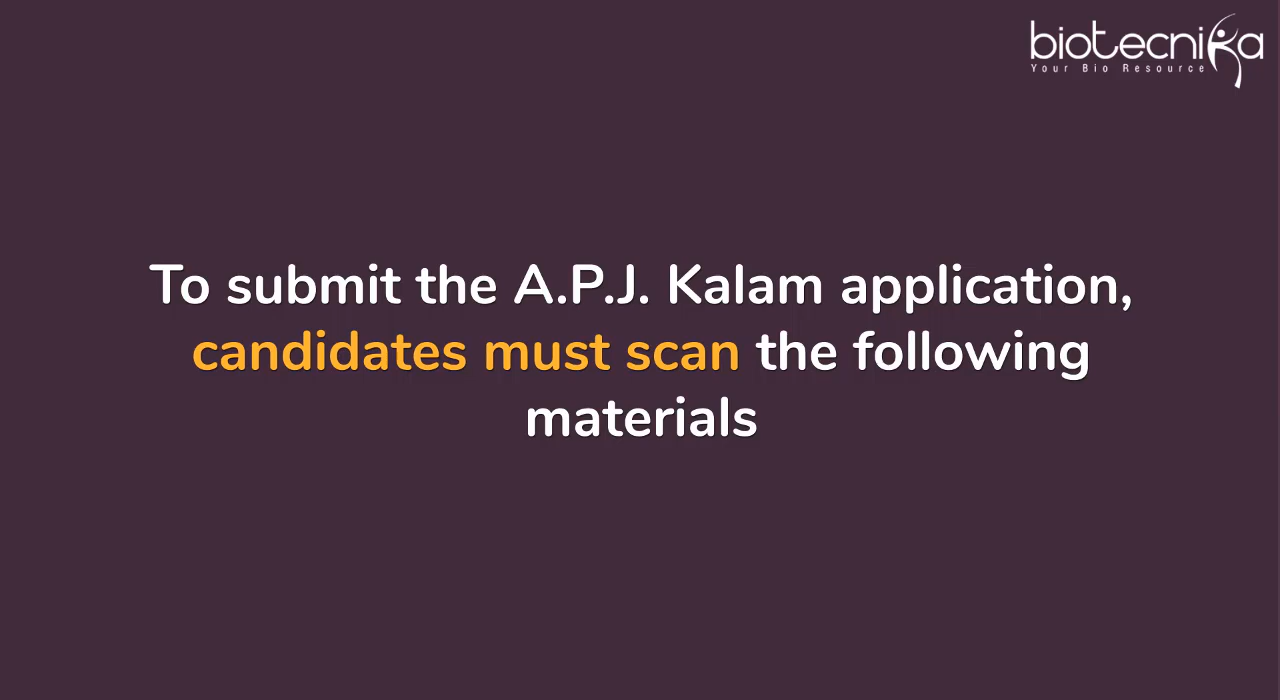 biotecnika
Your Bio Resource
To submit the A.P.J. Kalam application,
candidates must scan the following
materials